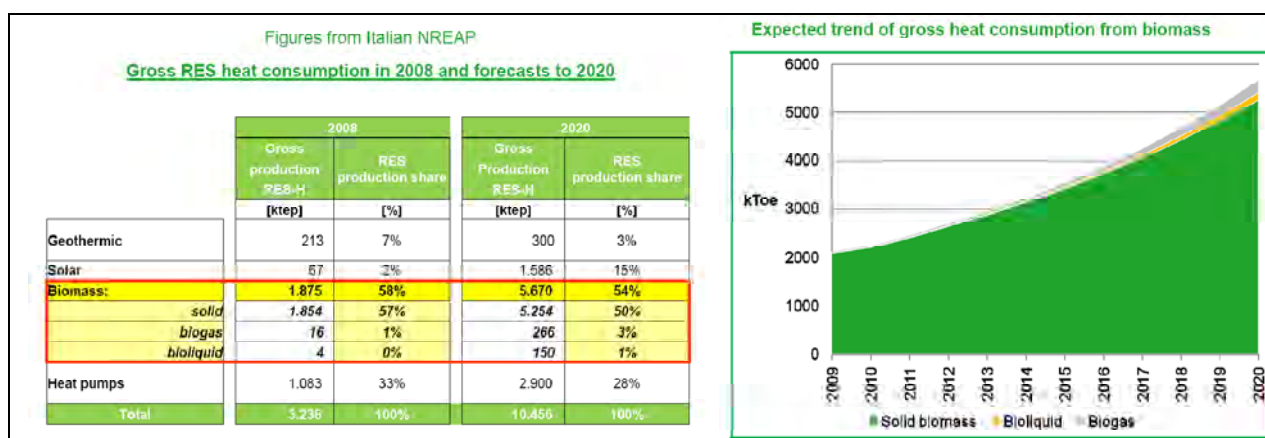 Figures from Italian NREAP
Gross RES heat consumption in 2008 and forecasts to 2020
2008 2020
Gross production RES-H [ktep] RES production share [%] Gross Production RES-H [ktep] RES production share [%]
Geothermic 213 7% 300 3%
Solar 67 2% 1.586 15%
Biomass: 1.875 58% 5.670 54%
solid 1.854 57% 5.254 50%
biogas 16 1% 266 3%
bioliquid 4 0% 150 1%
Heat pumps 1.083 33% 2.900 28%
Total 3.238 100% 10.456 100%
Expected trend of gross heat consumption from biomass
6000
5000
4000
kToe 3000
2000
1000
0
2009 2010 2011 2012 2013 2014 2015 2016 2017 2018 2019 2020
Solid biomass Bioliquid Biogas